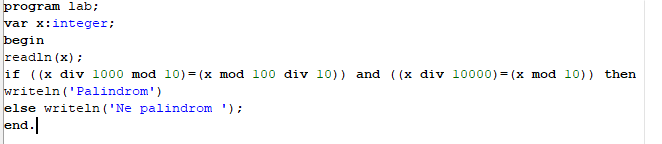 program lab;
var x:integer;
begin
readln(x);
if ((x div 1000 mod 10)=(x mod 100 div 10)) and ((x div 10000)=(x mod 10)) then
writeln('Palindrom')
else writeln('Ne palindrom ');
end.